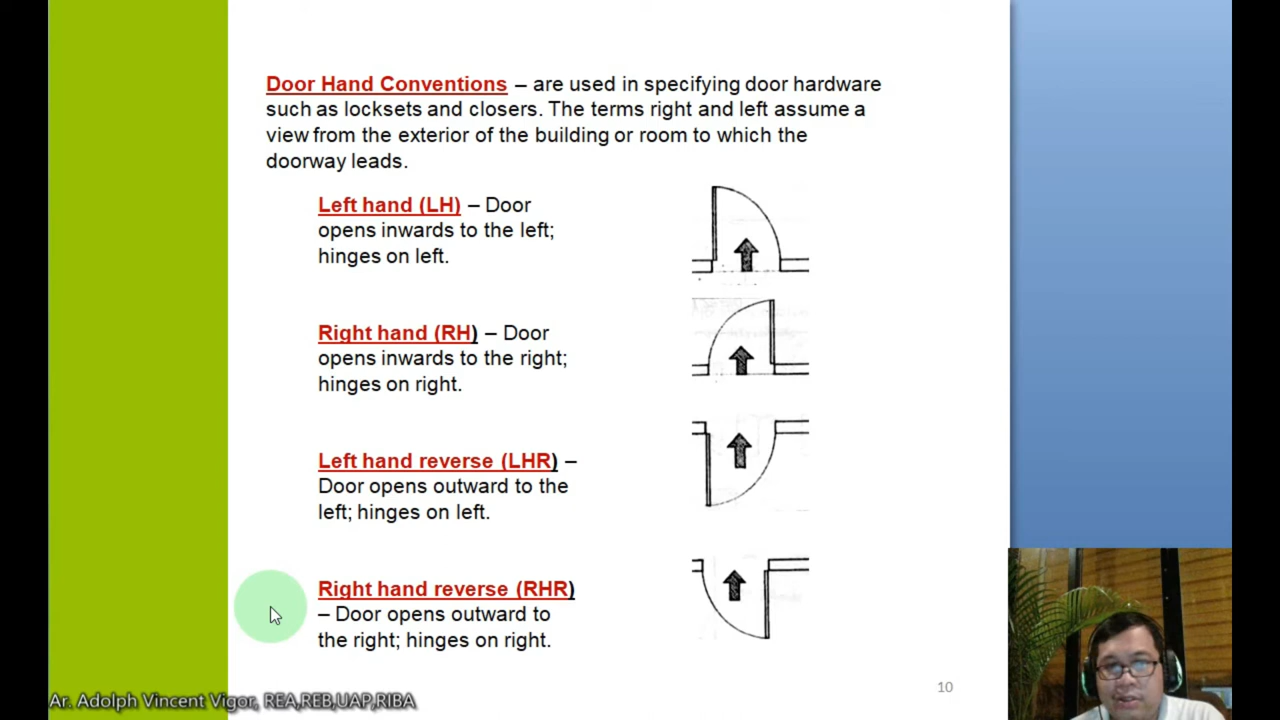 Door Hand Conventions – are used in specifying door hardware
such as locksets and closers. The terms right and left assume a
view from the exterior of the building or room to which the
doorway leads.
Left hand (LH) – Door
opens inwards to the left;
hinges on left.
Right hand (RH) – Door
opens inwards to the right;
hinges on right.
Left hand reverse (LHR) –
Door opens outward to the
left; hinges on left.
Right hand reverse (RHR)
– Door opens outward to
the right; hinges on right.
10
Ar. Adolph Vincent Vigor, REA,REB,UAP,RIBA